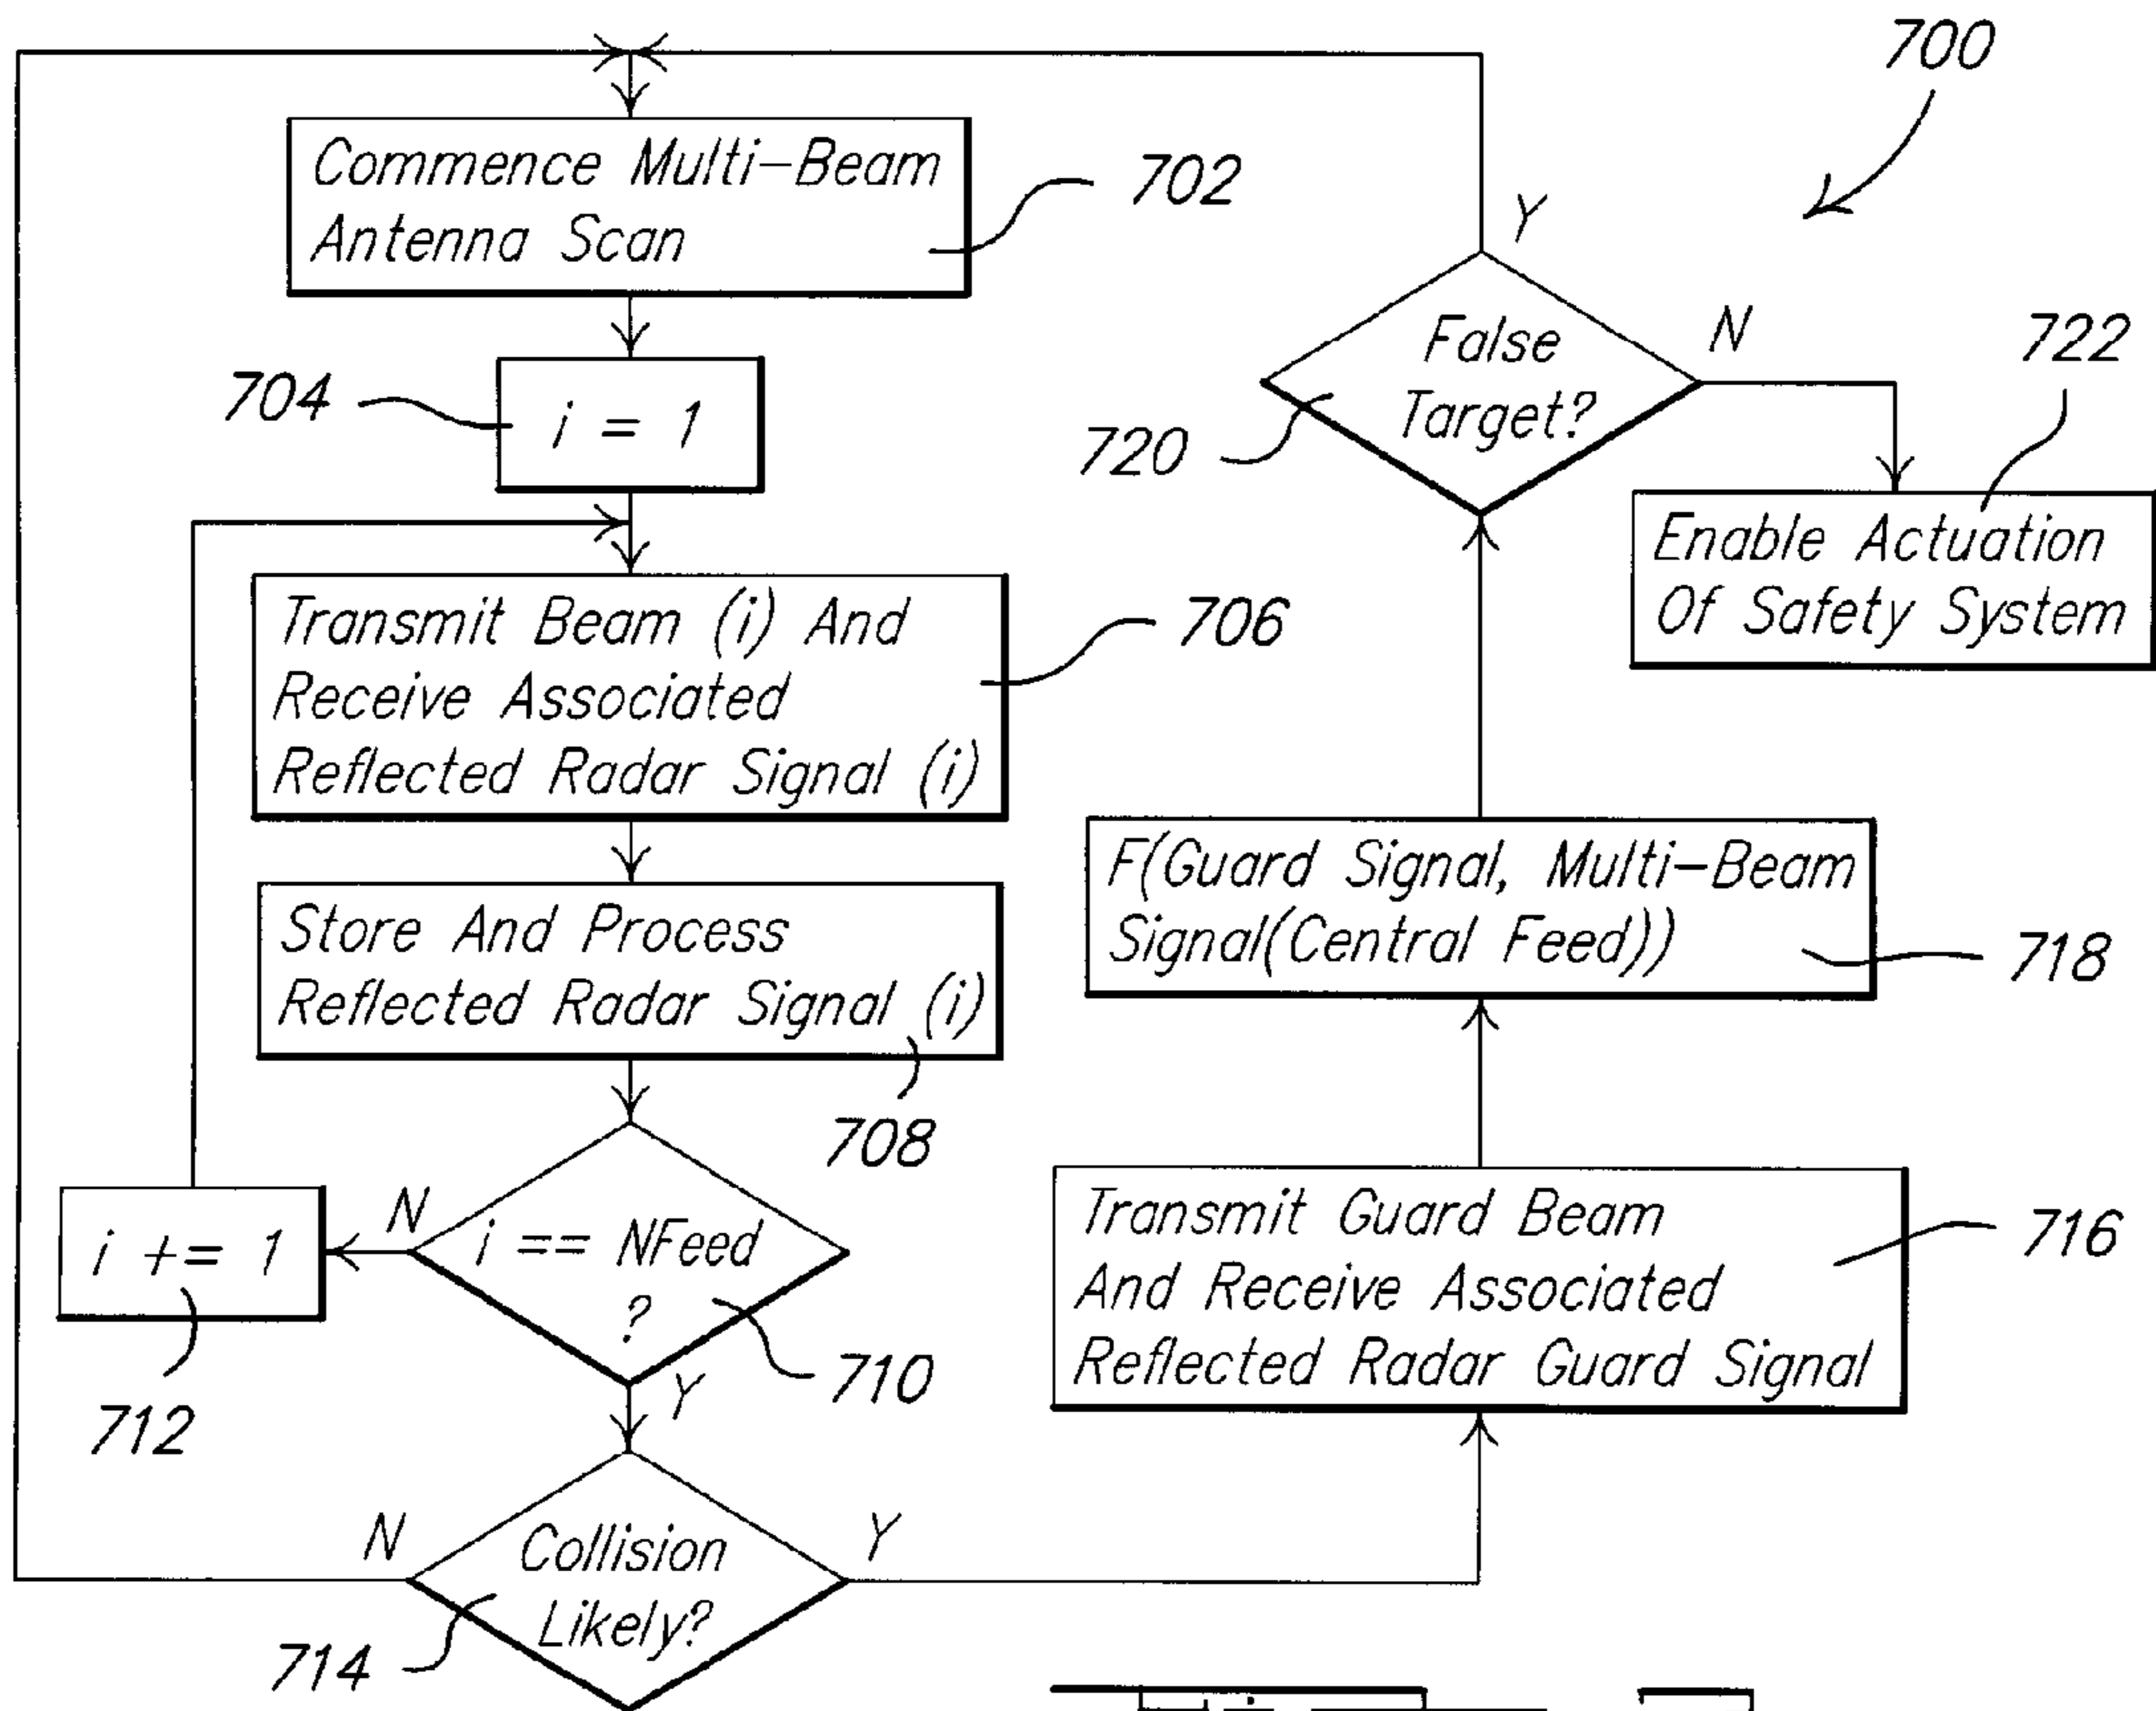 700
Commence Multi-Beam
Antenna Scan
702
i = 1
704
Transmit Beam (i) And
Receive Associated
Reflected Radar Signal (i)
706
Store And Process
Reflected Radar Signal (i)
708
i == NFeed
?
N
Y
710
i += 1
712
Collision
Likely?
N
Y
714
Transmit Guard Beam
And Receive Associated
Reflected Radar Guard Signal
716
F(Guard Signal, Multi-Beam
Signal(Central Feed))
718
False
Target?
Y
N
720
Enable Actuation
Of Safety System
722